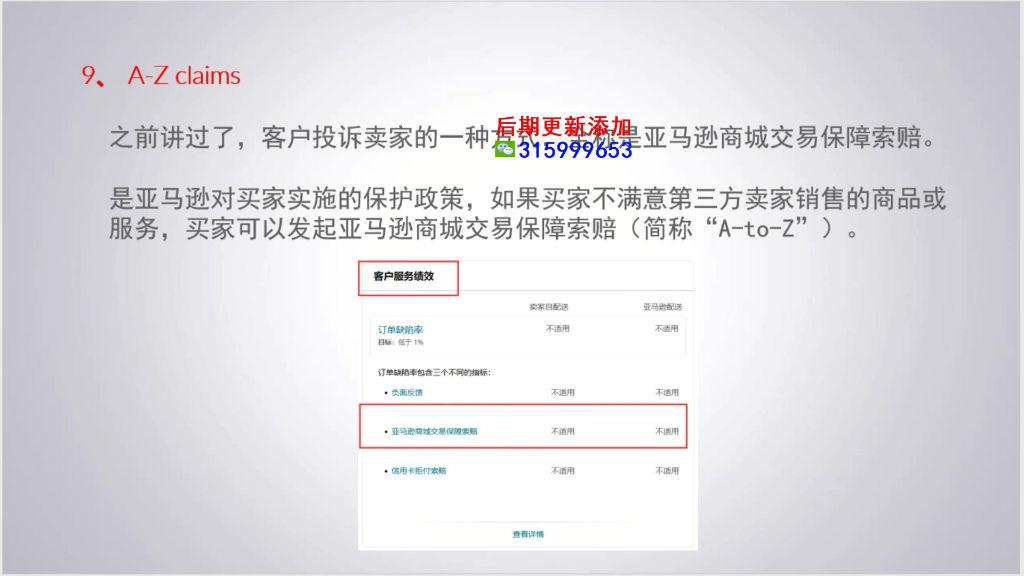 9、 A-Z claims
后期更新添加
之前讲过了，客户投诉卖家的一种方式，全称是亚马逊商城交易保障索赔。
315999653
是亚马逊对买家实施的保护政策，如果买家不满意第三方卖家销售的商品或
服务，买家可以发起亚马逊商城交易保障索赔（简称“A-to-Z”）。
客户服务绩效
卖家自配送 亚马逊配送
订单缺陷率 不适用 不适用
目标：低于 1%
订单缺陷率包含三个不同的指标：
• 负面反馈 不适用 不适用
• 亚马逊商城交易保障索赔 不适用 不适用
• 信用卡拒付索赔 不适用 不适用
查看详情